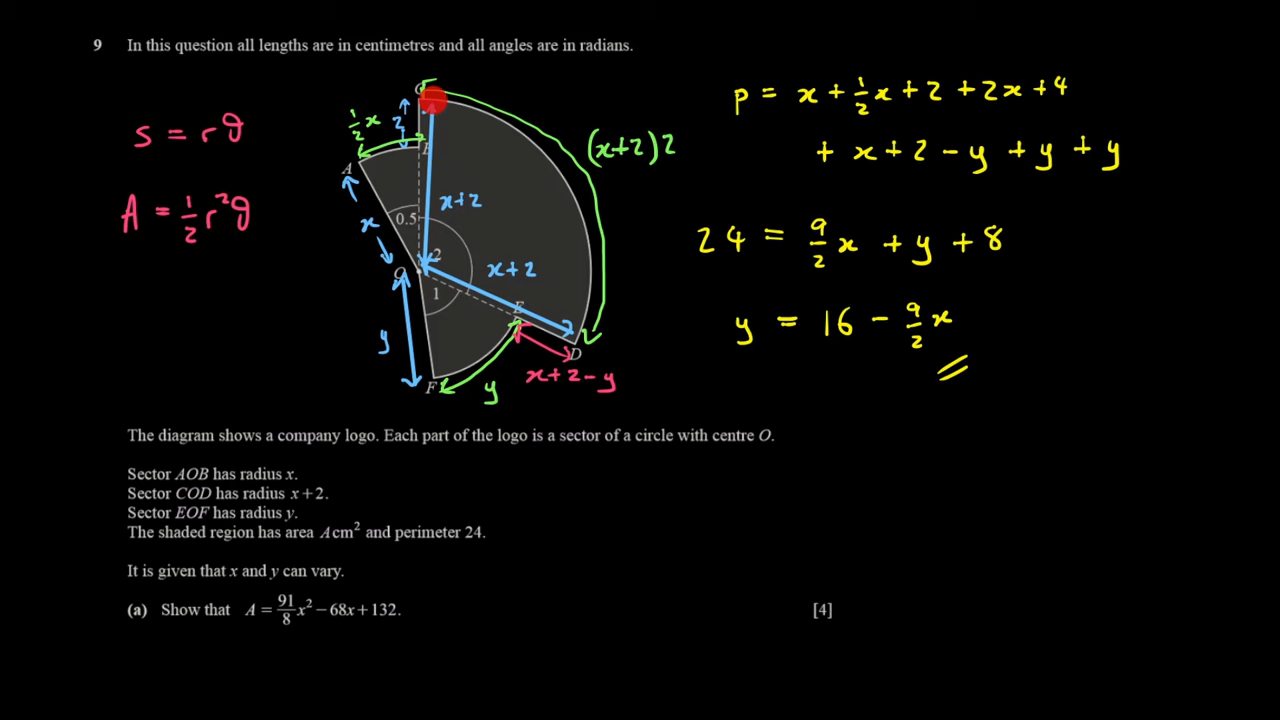 9 In this question all lengths are in centimetres and all angles are in radians.
s = rθ
A = 1/2 r²θ
1/2 x
2
B
A
0.5
x
x+2
(x+2)2
O
2
x+2
1
E
y
D
F
y
x+2-y
p = x + 1/2 x + 2 + 2x + 4
+ x + 2 - y + y + y
24 = 9/2 x + y + 8
y = 16 - 9/2 x
The diagram shows a company logo. Each part of the logo is a sector of a circle with centre O.
Sector AOB has radius x.
Sector COD has radius x+2.
Sector EOF has radius y.
The shaded region has area A cm² and perimeter 24.
It is given that x and y can vary.
(a) Show that A = 91/8 x² − 68x + 132. [4]